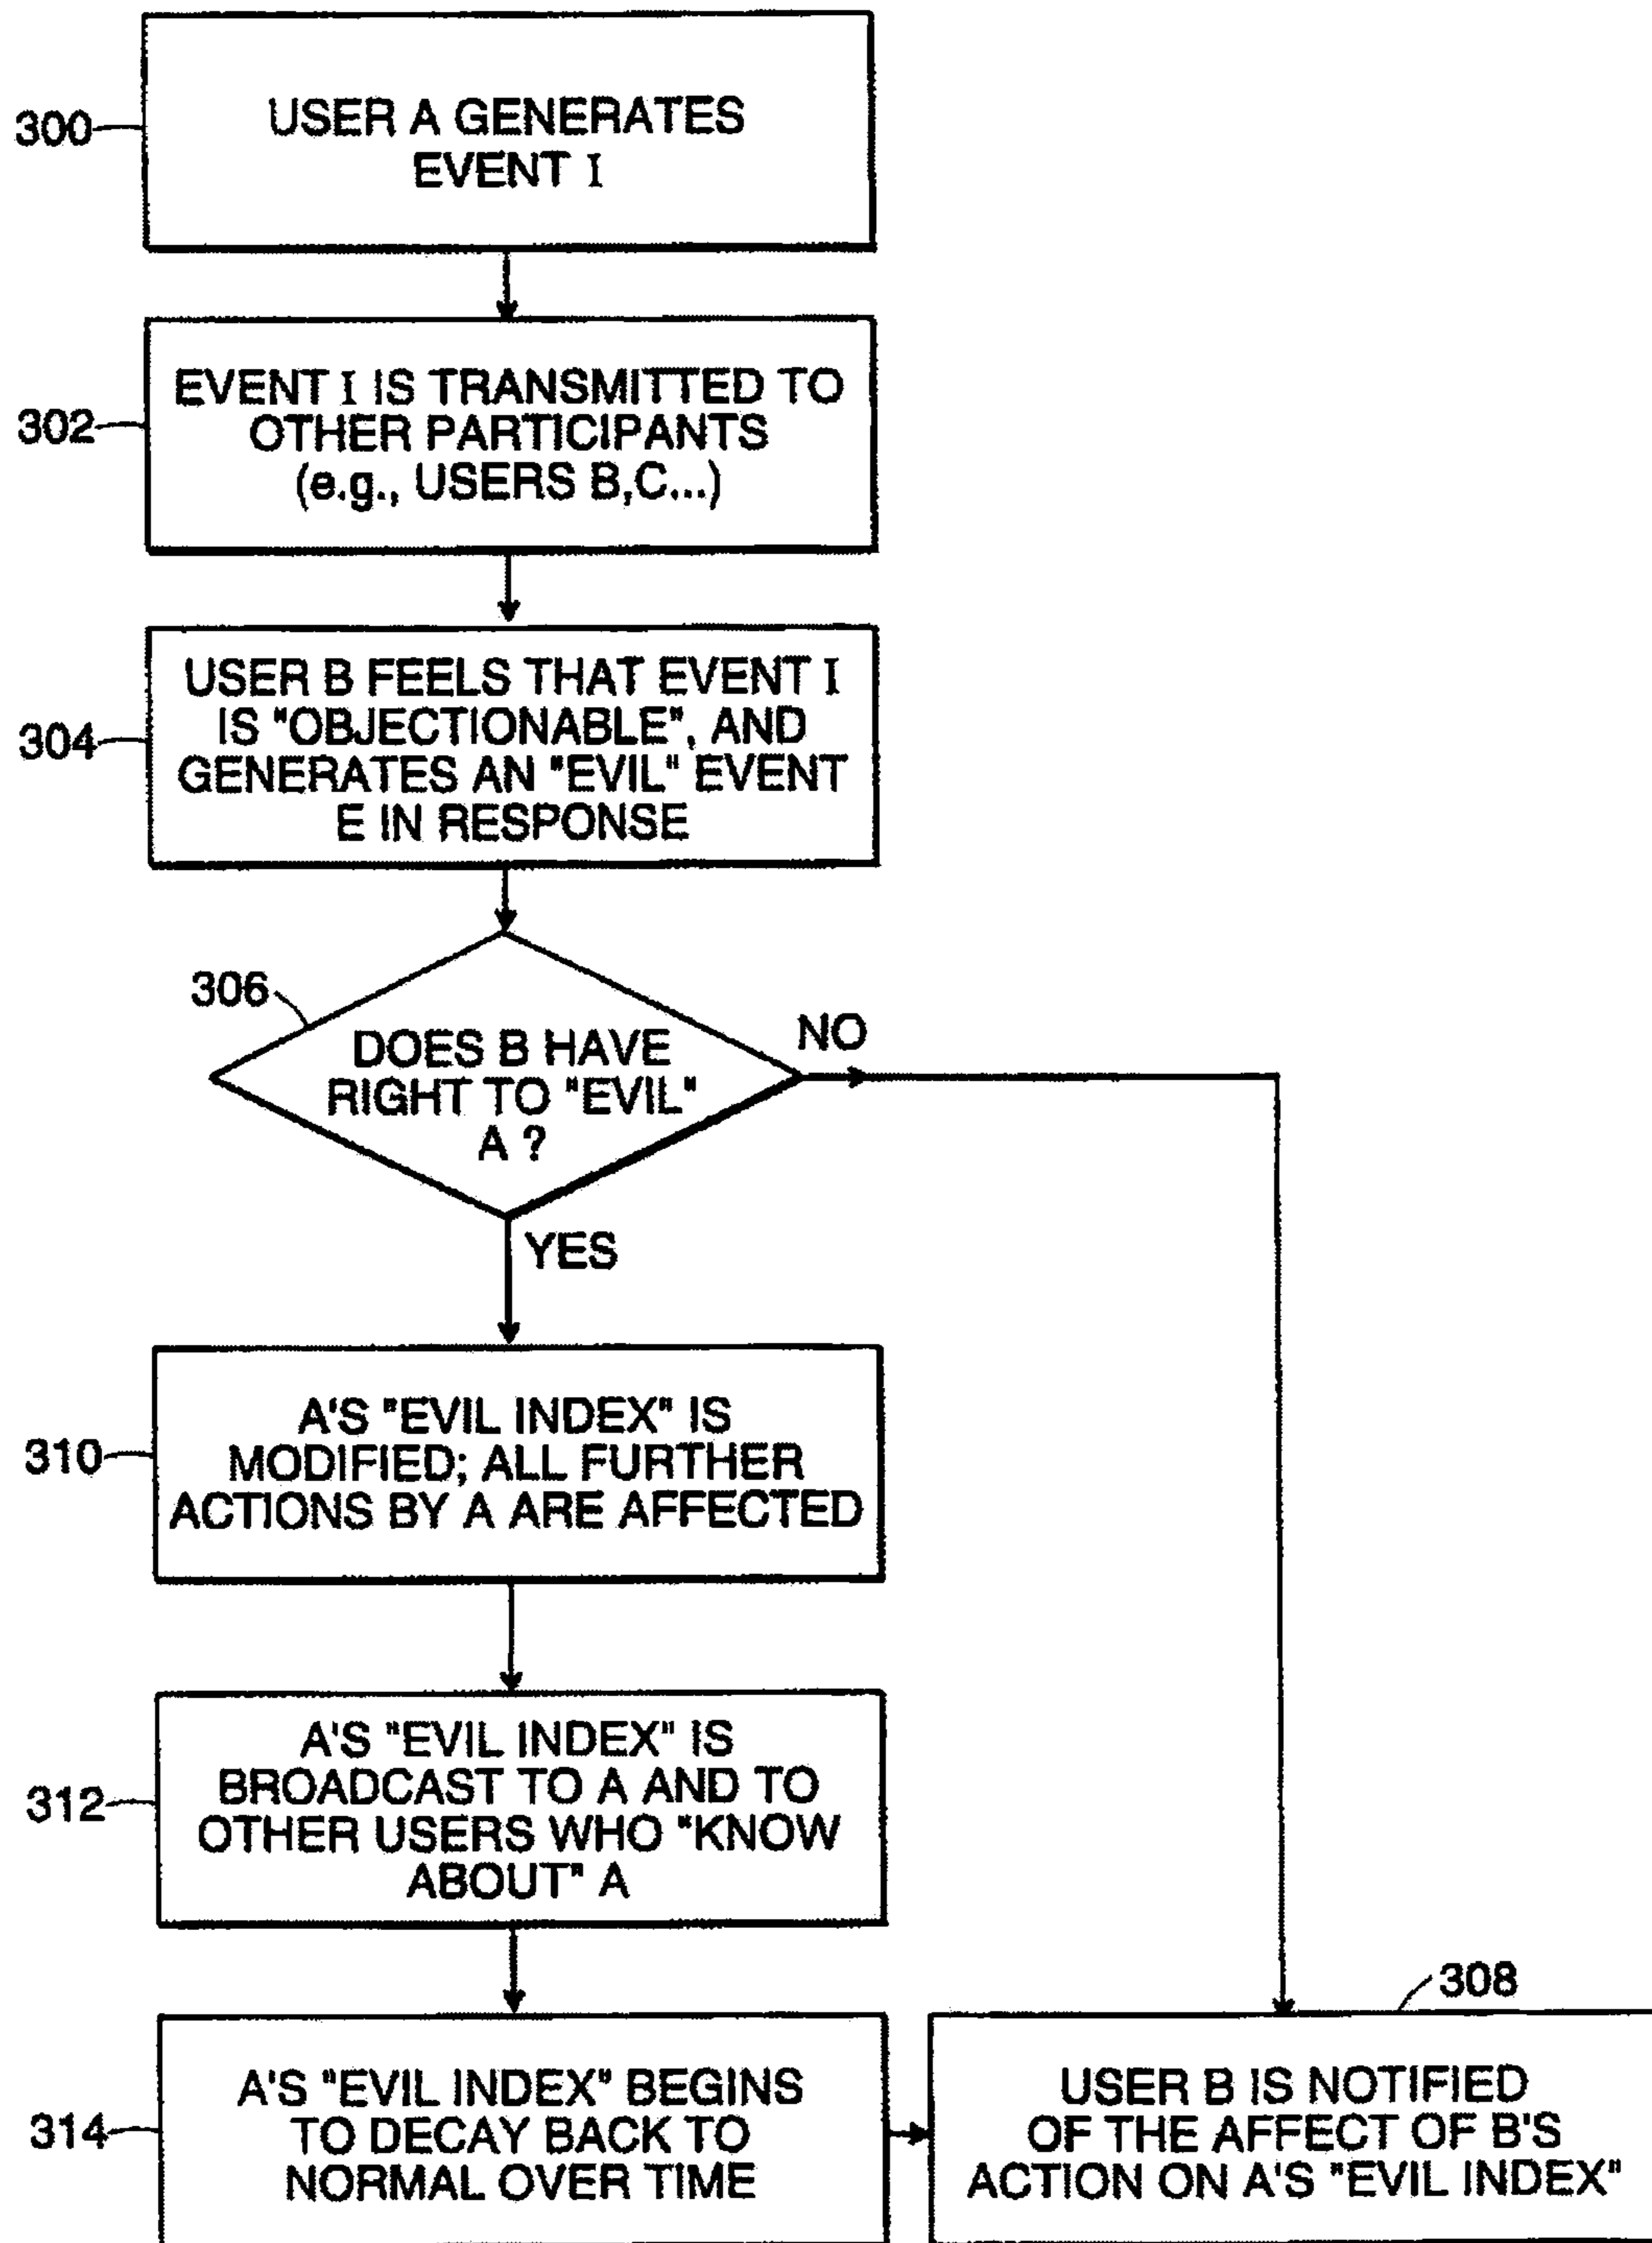 300
USER A GENERATES
EVENT I
302
EVENT I IS TRANSMITTED TO
OTHER PARTICIPANTS
(e.g., USERS B,C...)
304
USER B FEELS THAT EVENT I
IS "OBJECTIONABLE", AND
GENERATES AN "EVIL" EVENT
E IN RESPONSE
306
DOES B HAVE
RIGHT TO "EVIL"
A ?
NO
YES
310
A'S "EVIL INDEX" IS
MODIFIED; ALL FURTHER
ACTIONS BY A ARE AFFECTED
312
A'S "EVIL INDEX" IS
BROADCAST TO A AND TO
OTHER USERS WHO "KNOW
ABOUT" A
314
A'S "EVIL INDEX" BEGINS
TO DECAY BACK TO
NORMAL OVER TIME
308
USER B IS NOTIFIED
OF THE AFFECT OF B'S
ACTION ON A'S "EVIL INDEX"